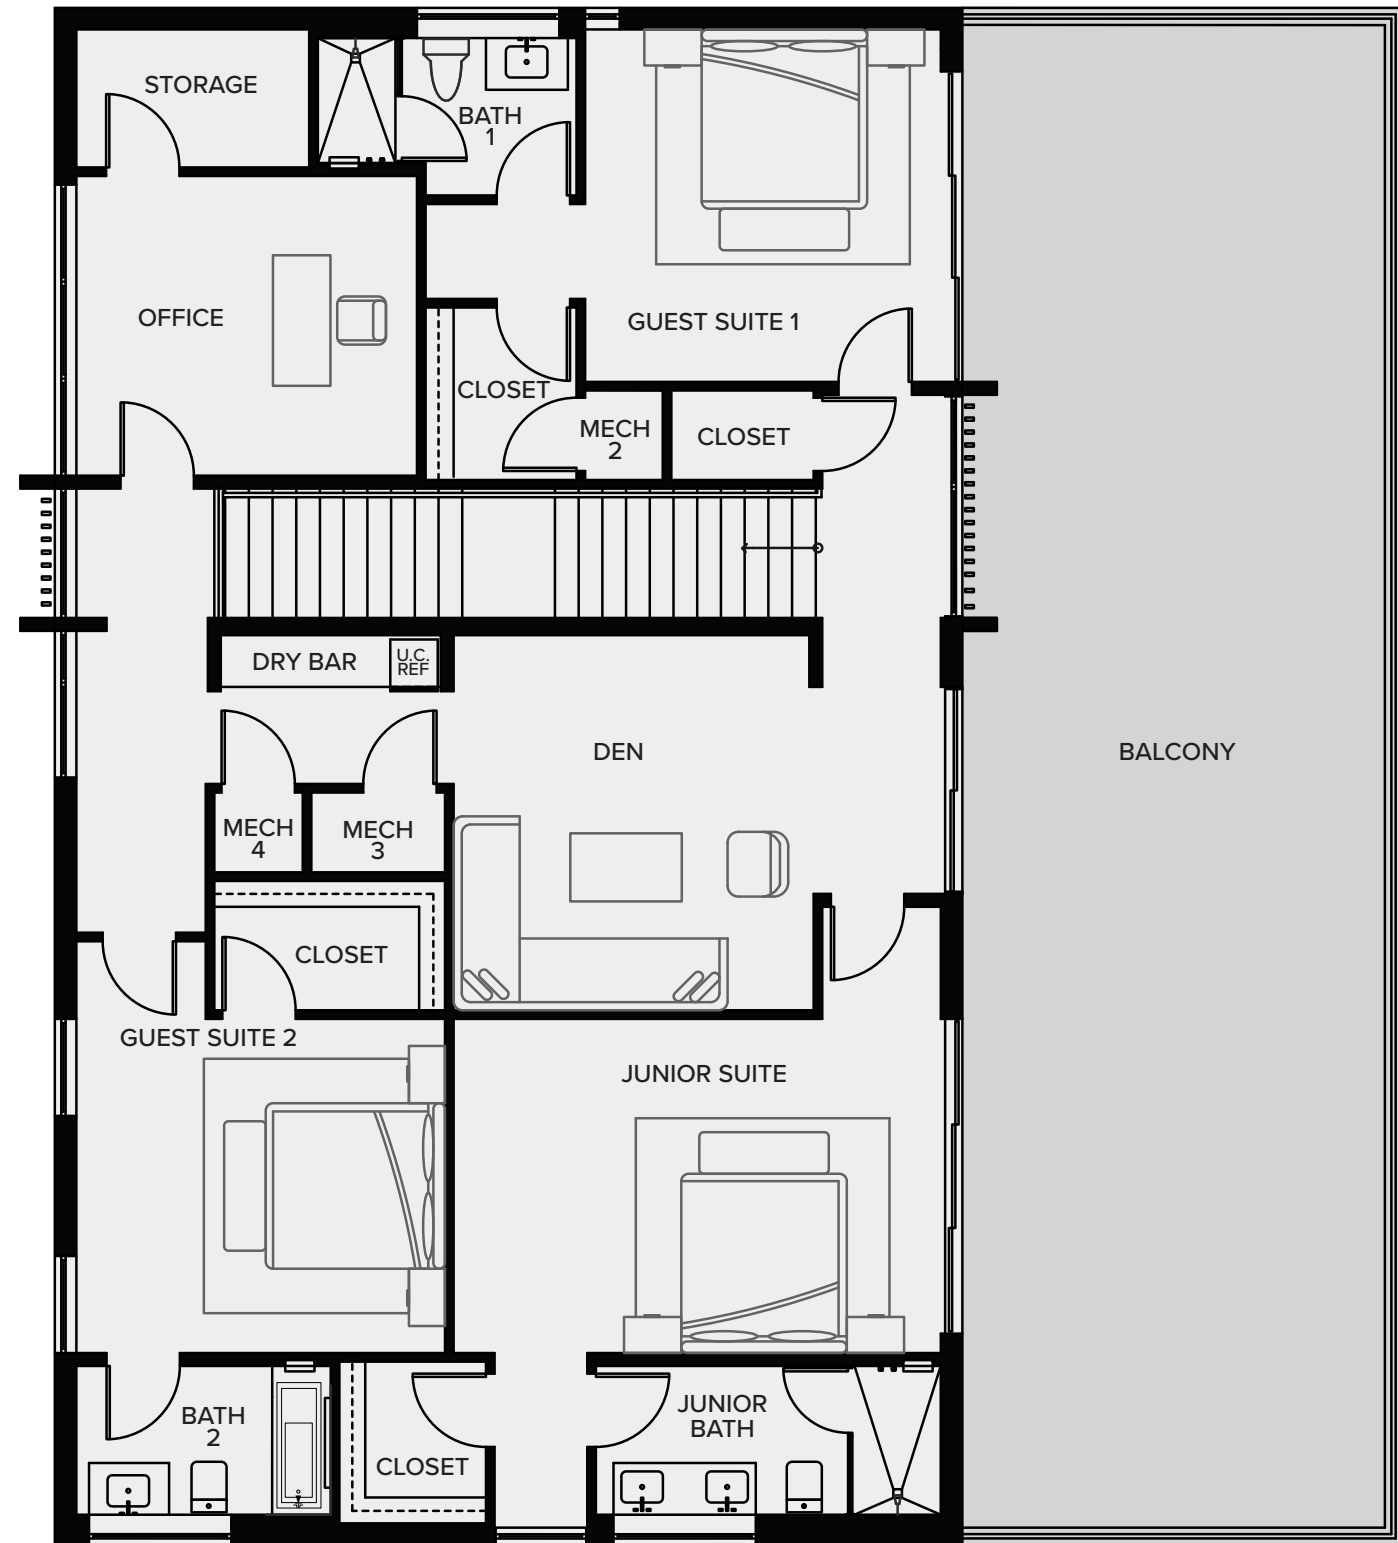 STORAGE
BATH
1
OFFICE
GUEST SUITE 1
CLOSET
MECH
2
CLOSET
DRY BAR
U.C.
REF
DEN
BALCONY
MECH
4
MECH
3
CLOSET
GUEST SUITE 2
JUNIOR SUITE
BATH
2
CLOSET
JUNIOR
BATH